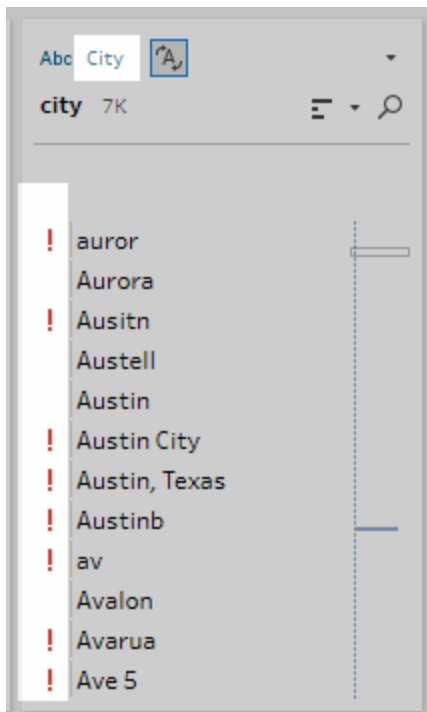 Abc City A
city 7K
! auror
Aurora
! Ausitn
Austell
Austin
! Austin City
! Austin, Texas
! Austinb
! av
Avalon
! Avarua
! Ave 5